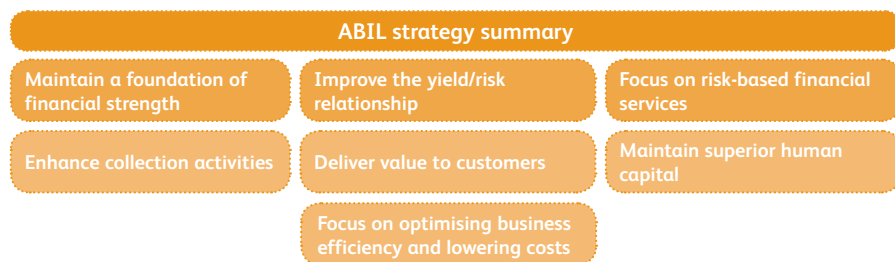 ABIL strategy summary
Maintain a foundation of
financial strength
Improve the yield/risk
relationship
Focus on risk-based financial
services
Enhance collection activities
Deliver value to customers
Maintain superior human
capital
Focus on optimising business
efficiency and lowering costs